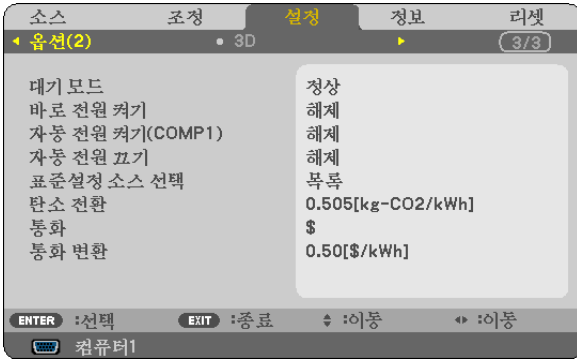 소스 조정 설정 정보 리셋
옵션(2) • 3D 3/3
대기 모드 정상
바로 전원 켜기 해제
자동 전원 켜기(COMP1) 해제
자동 전원 끄기 해제
표준설정 소스 선택 목록
탄소 전환 0.505[kg-CO2/kWh]
통화 $
통화 변환 0.50[$/kWh]
ENTER :선택 EXIT :종료 :이동 :이동
컴퓨터1